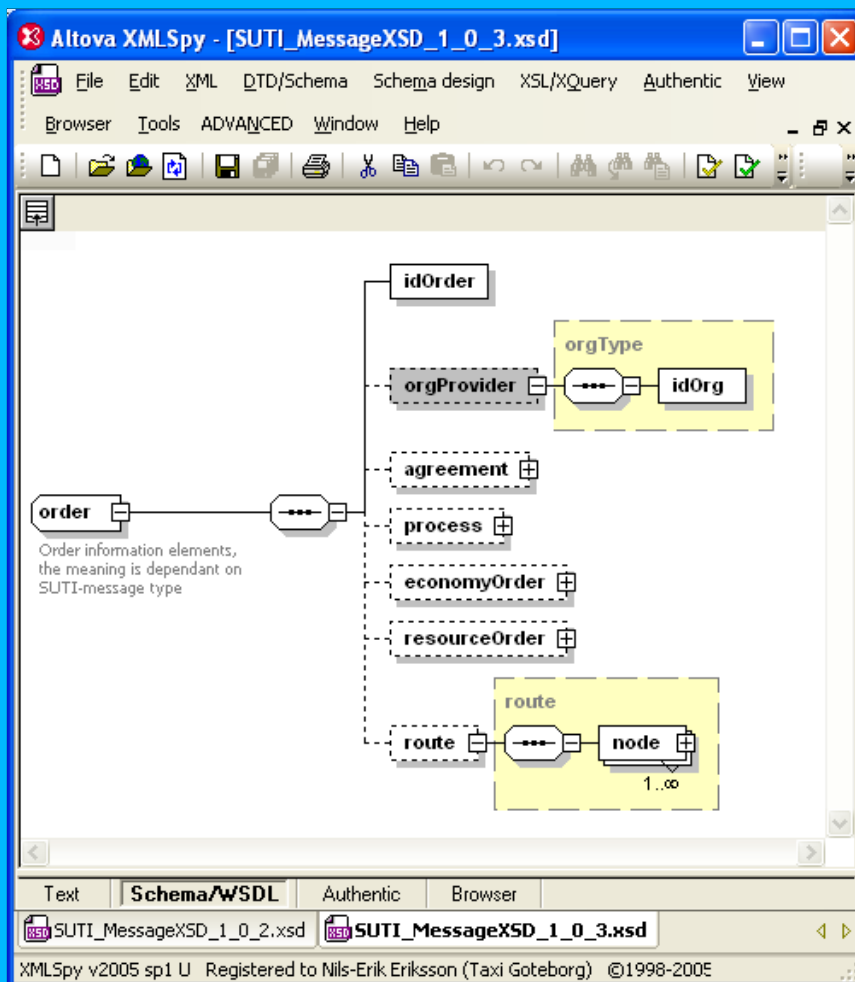 Altova XMLSpy - [SUTI_MessageXSD_1_0_3.xsd]
File Edit XML DTD/Schema Schema design XSL/XQuery Authentic View
Browser Tools ADVANCED Window Help
idOrder
orgType
orgProvider
idOrg
agreement
order
process
Order information elements,
the meaning is dependant on
SUTI-message type
economyOrder
resourceOrder
route
route
node
1..∞
Text Schema/WSDL Authentic Browser
XSD SUTI_MessageXSD_1_0_2.xsd XSD SUTI_MessageXSD_1_0_3.xsd
XMLSpy v2005 sp1 U Registered to Nils-Erik Eriksson (Taxi Goteborg) ©1998-2005